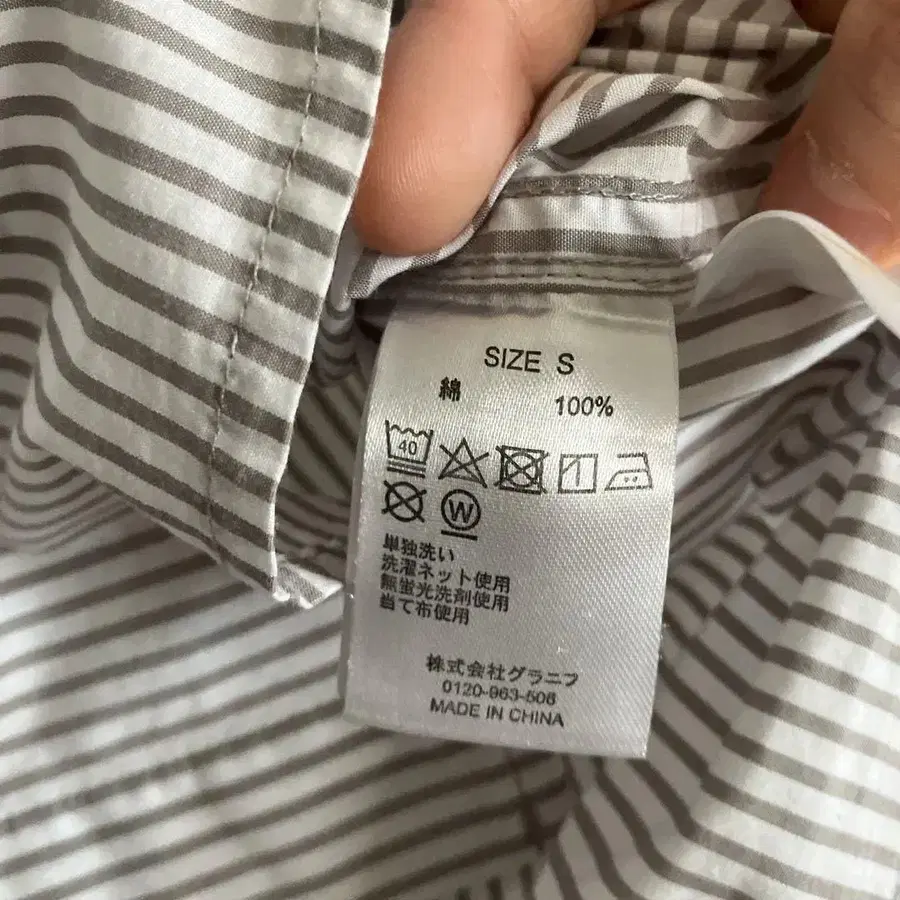 SIZE S
綿 100%
40
W
単独洗い
洗濯ネット使用
無蛍光洗剤使用
当て布使用
株式会社グラニフ
0120-963-506
MADE IN CHINA